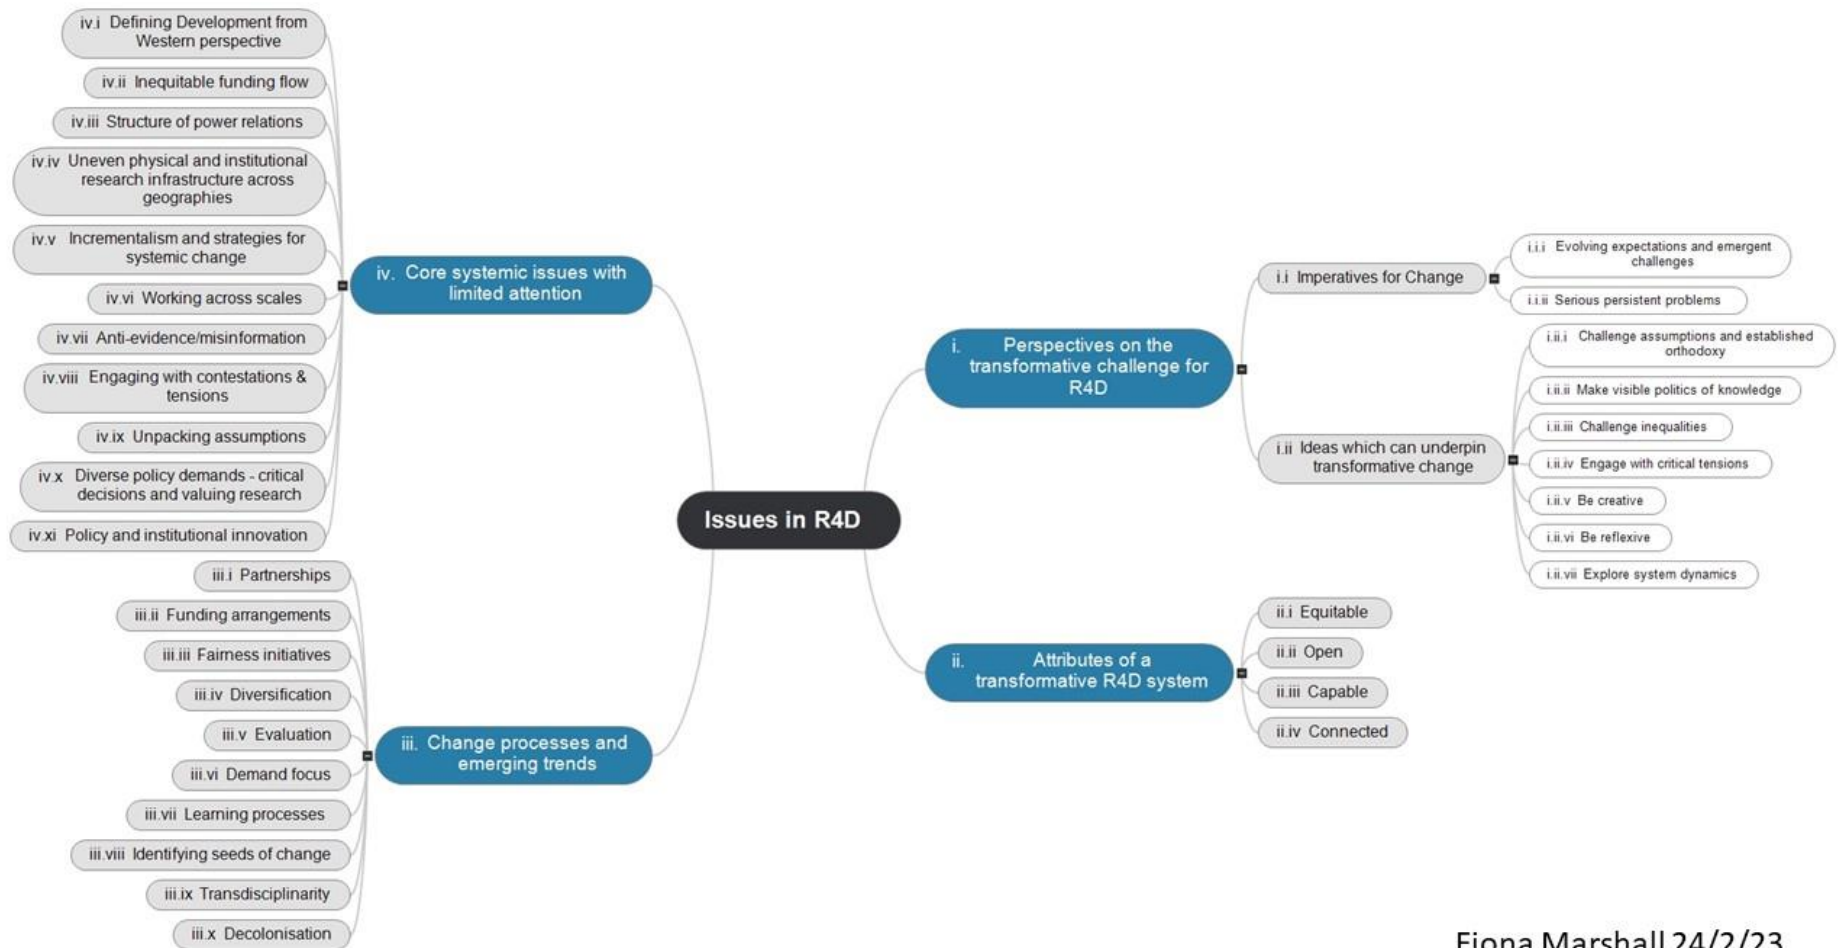 Issues in R4D
i. Perspectives on the
transformative challenge for
R4D
i.i Imperatives for Change
i.i.i Evolving expectations and emergent
challenges
i.i.ii Serious persistent problems
i.ii Ideas which can underpin
transformative change
i.ii.i Challenge assumptions and established
orthodoxy
i.ii.ii Make visible politics of knowledge
i.ii.iii Challenge inequalities
i.ii.iv Engage with critical tensions
i.ii.v Be creative
i.ii.vi Be reflexive
i.ii.vii Explore system dynamics
ii. Attributes of a
transformative R4D system
ii.i Equitable
ii.ii Open
ii.iii Capable
ii.iv Connected
iii. Change processes and
emerging trends
iii.i Partnerships
iii.ii Funding arrangements
iii.iii Fairness initiatives
iii.iv Diversification
iii.v Evaluation
iii.vi Demand focus
iii.vii Learning processes
iii.viii Identifying seeds of change
iii.ix Transdisciplinarity
iii.x Decolonisation
iv. Core systemic issues with
limited attention
iv.i Defining Development from
Western perspective
iv.ii Inequitable funding flow
iv.iii Structure of power relations
iv.iv Uneven physical and institutional
research infrastructure across
geographies
iv.v Incrementalism and strategies for
systemic change
iv.vi Working across scales
iv.vii Anti-evidence/misinformation
iv.viii Engaging with contestations &
tensions
iv.ix Unpacking assumptions
iv.x Diverse policy demands - critical
decisions and valuing research
iv.xi Policy and institutional innovation
Fiona Marshall 24/2/23